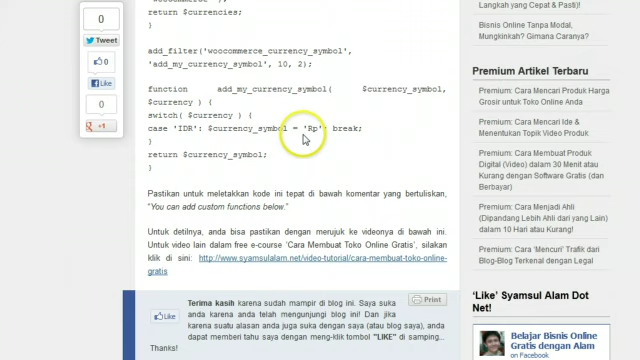 woocommerce' );
return $currencies;
}
add_filter('woocommerce_currency_symbol',
'add_my_currency_symbol', 10, 2);
function add_my_currency_symbol( $currency_symbol,
$currency ) {
switch( $currency ) {
case 'IDR': $currency_symbol = 'Rp'; break;
}
return $currency_symbol;
}
Pastikan untuk meletakkan kode ini tepat di bawah komentar yang bertuliskan,
“You can add custom functions below.”
Untuk detilnya, anda bisa pastikan dengan merujuk ke videonya di bawah ini.
Untuk video lain dalam free e-course ‘Cara Membuat Toko Online Gratis’, silakan
klik di sini: http://www.syamsulalam.net/video-tutorial/cara-membuat-toko-online-
gratis
Like
Terima kasih karena sudah mampir di blog ini. Saya suka
anda karena anda telah mengunjungi blog ini! Dan jika
karena suatu alasan anda juga suka dengan saya (atau blog saya), anda
dapat memberi tahu saya dengan meng-klik tombol "LIKE" di samping...
Thanks!
Print
0
Tweet
0
Like
0
+1
Langkah yang Cepat & Pasti!
Bisnis Online Tanpa Modal,
Mungkinkah? Gimana Caranya?
Premium Artikel Terbaru
Premium: Cara Mencari Produk Harga
Grosir untuk Toko Online Anda
Premium: Cara Mencari Ide &
Menentukan Topik Video Produk
Premium: Cara Membuat Produk
Digital (Video) dalam 30 Menit atau
Kurang dengan Software Gratis (dan
Berbayar)
Premium: Cara Menjadi Ahli
(Dipandang Lebih Ahli dari yang Lain)
dalam 10 Hari atau Kurang!
Premium: Cara ‘Mencuri’ Trafik dari
Blog-Blog Terkenal dengan Legal
‘Like’ Syamsul Alam Dot
Net!
Belajar Bisnis Online
Gratis dengan Alam
on Facebook